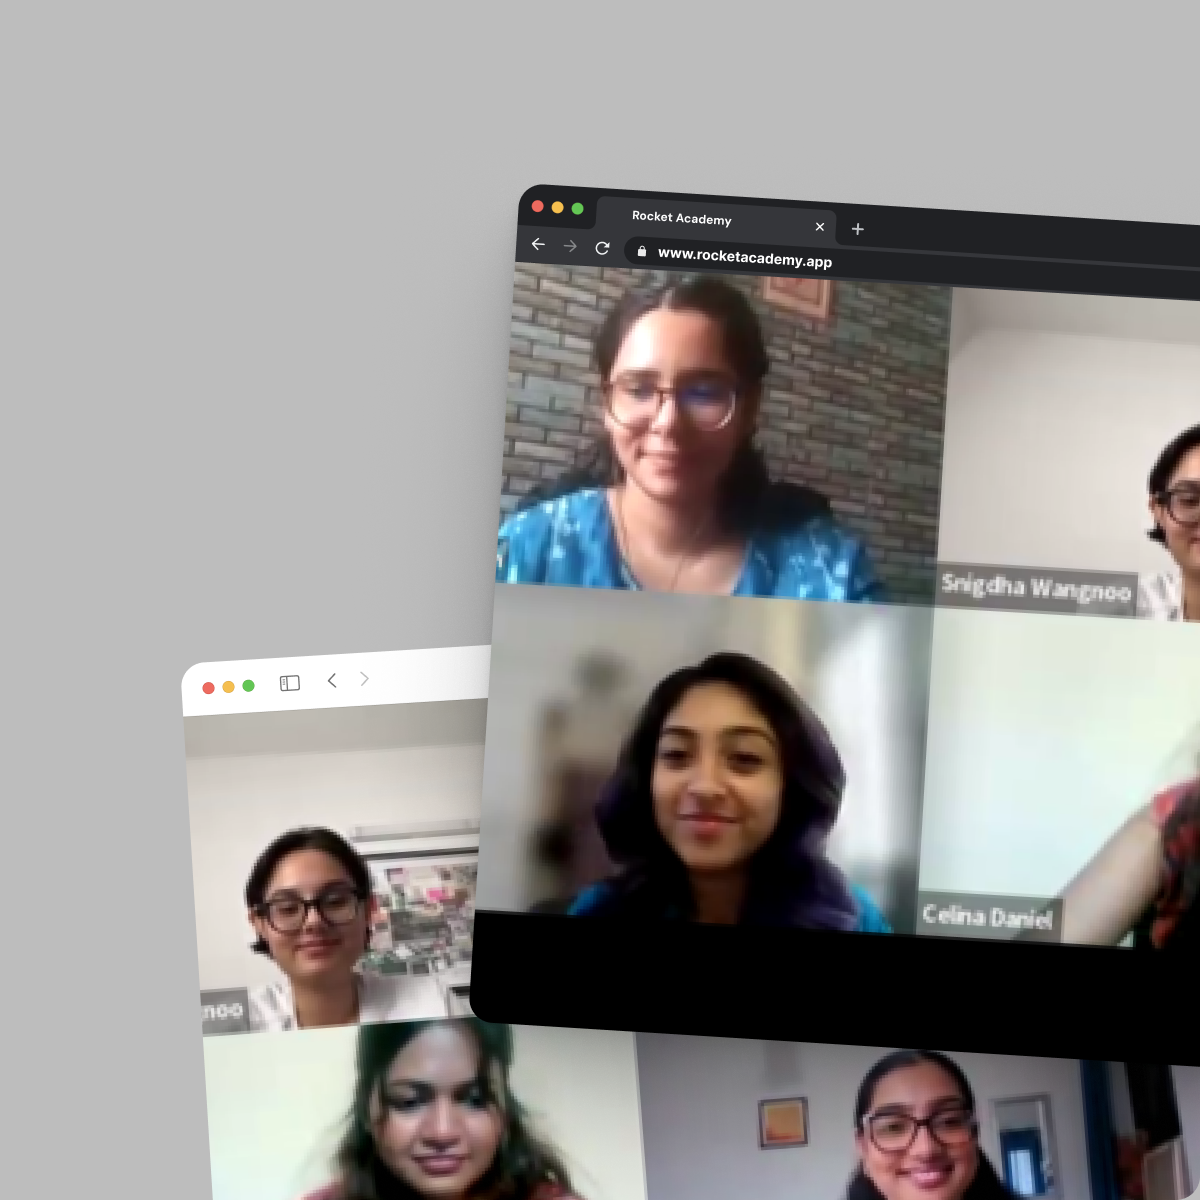 Rocket Academy
www.rocketacademy.app
Snigdha Wangnoo
Celina Daniel
noo